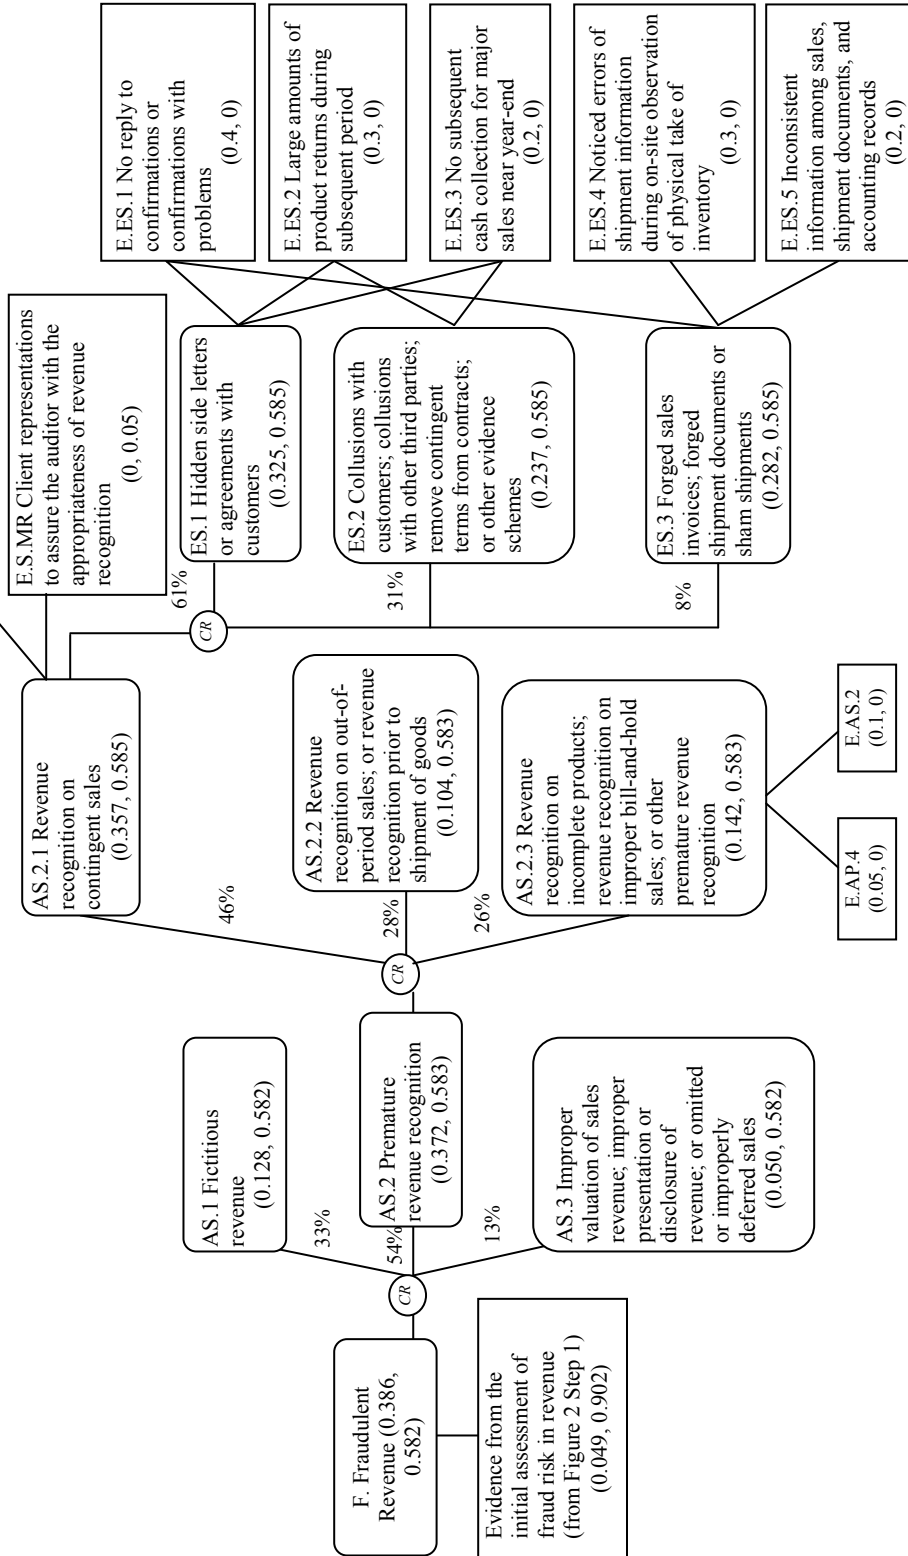 F. Fraudulent
Revenue (0.386,
0.582)
Evidence from the
initial assessment of
fraud risk in revenue
(from Figure 2 Step 1)
(0.049, 0.902)
CR
33%
54%
13%
AS.1 Fictitious
revenue
(0.128, 0.582)
AS.2 Premature
revenue recognition
(0.372, 0.583)
AS.3 Improper
valuation of sales
revenue; improper
presentation or
disclosure of
revenue; or omitted
or improperly
deferred sales
(0.050, 0.582)
CR
46%
28%
26%
AS.2.1 Revenue
recognition on
contingent sales
(0.357, 0.585)
AS.2.2 Revenue
recognition on out-of-
period sales; or revenue
recognition prior to
shipment of goods
(0.104, 0.583)
AS.2.3 Revenue
recognition on
incomplete products;
revenue recognition on
improper bill-and-hold
sales; or other
premature revenue
recognition
(0.142, 0.583)
E.AP.4
(0.05, 0)
E.AS.2
(0.1, 0)
CR
61%
31%
8%
E.S.MR Client representations
to assure the auditor with the
appropriateness of revenue
recognition
(0, 0.05)
ES.1 Hidden side letters
or agreements with
customers
(0.325, 0.585)
ES.2 Collusions with
customers; collusions
with other third parties;
remove contingent
terms from contracts;
or other evidence
schemes
(0.237, 0.585)
ES.3 Forged sales
invoices; forged
shipment documents or
sham shipments
(0.282, 0.585)
E.ES.1 No reply to
confirmations or
confirmations with
problems
(0.4, 0)
E.ES.2 Large amounts of
product returns during
subsequent period
(0.3, 0)
E.ES.3 No subsequent
cash collection for major
sales near year-end
(0.2, 0)
E.ES.4 Noticed errors of
shipment information
during on-site observation
of physical take of
inventory
(0.3, 0)
E.ES.5 Inconsistent
information among sales,
shipment documents, and
accounting records
(0.2, 0)